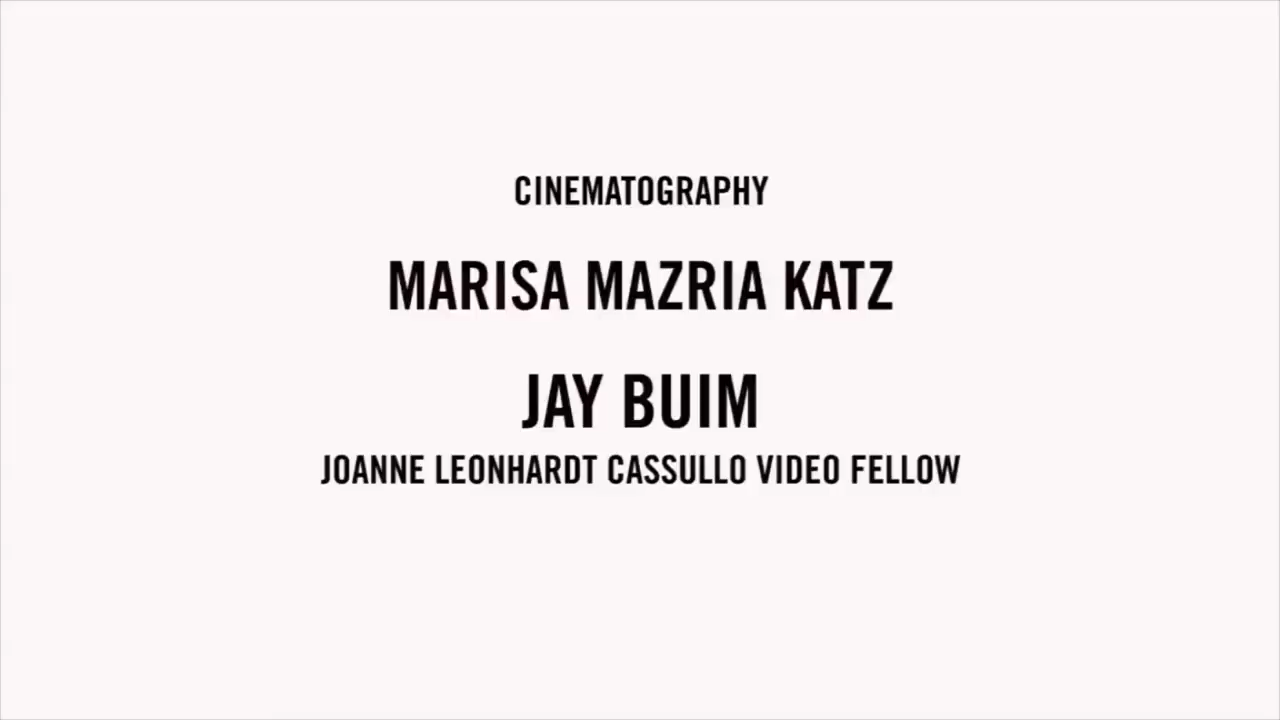 CINEMATOGRAPHY
MARISA MAZRIA KATZ
JAY BUIM
JOANNE LEONHARDT CASSULLO VIDEO FELLOW